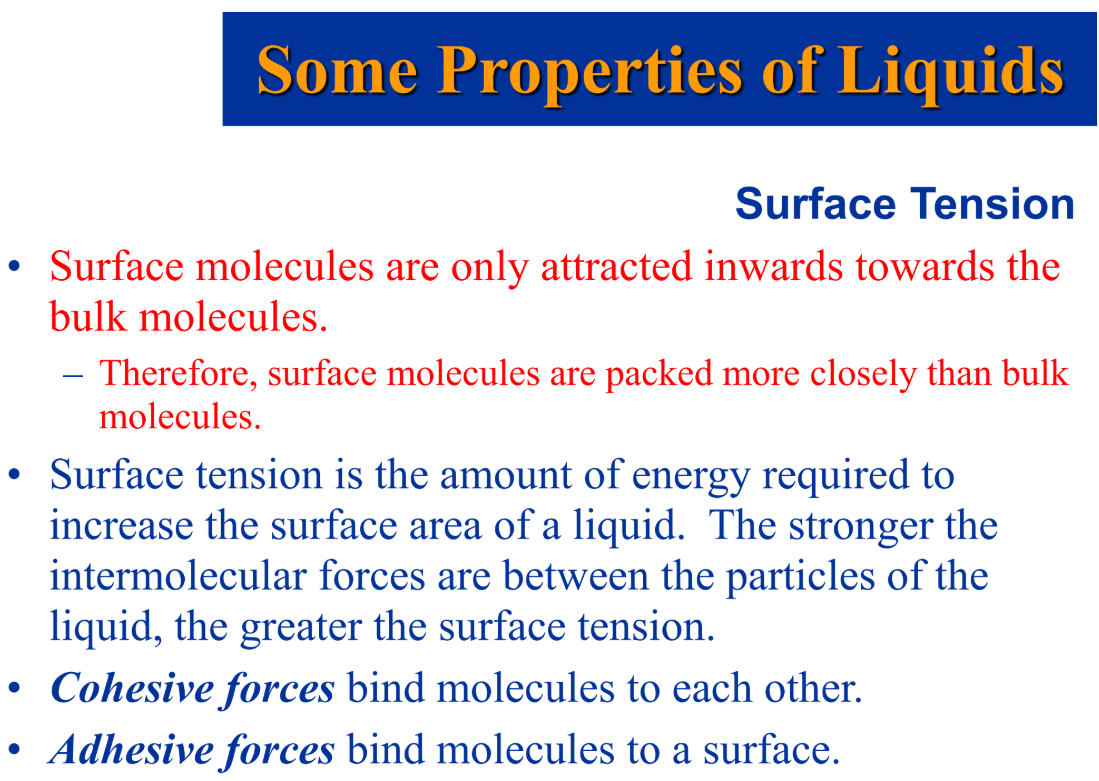 Some Properties of Liquids
Surface Tension
• Surface molecules are only attracted inwards towards the
bulk molecules.
– Therefore, surface molecules are packed more closely than bulk
molecules.
• Surface tension is the amount of energy required to
increase the surface area of a liquid.  The stronger the
intermolecular forces are between the particles of the
liquid, the greater the surface tension.
• Cohesive forces bind molecules to each other.
• Adhesive forces bind molecules to a surface.